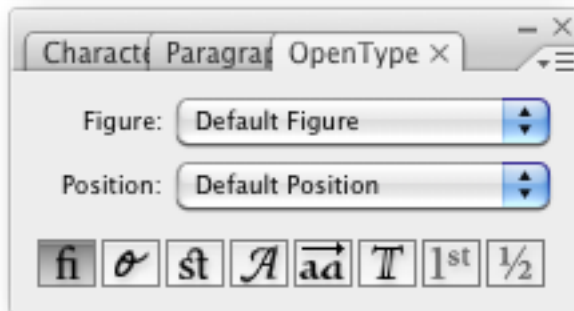 Characte Paragrap OpenType
Figure: Default Figure
Position: Default Position
fi st A aa T 1st ½